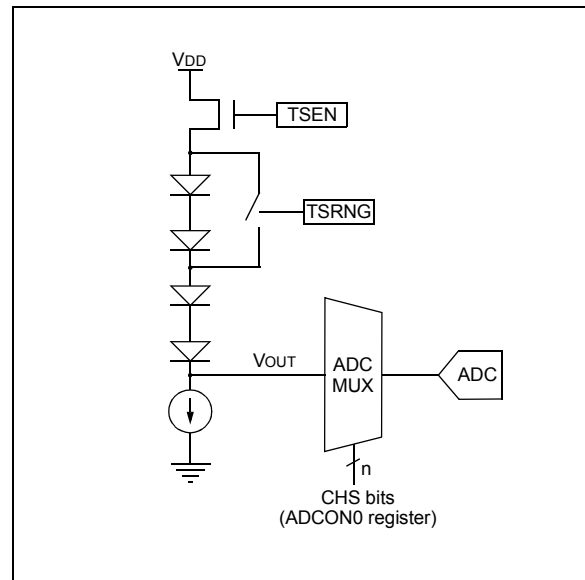 VDD
TSEN
TSRNG
VOUT
ADC
MUX
ADC
n
CHS bits
(ADCON0 register)